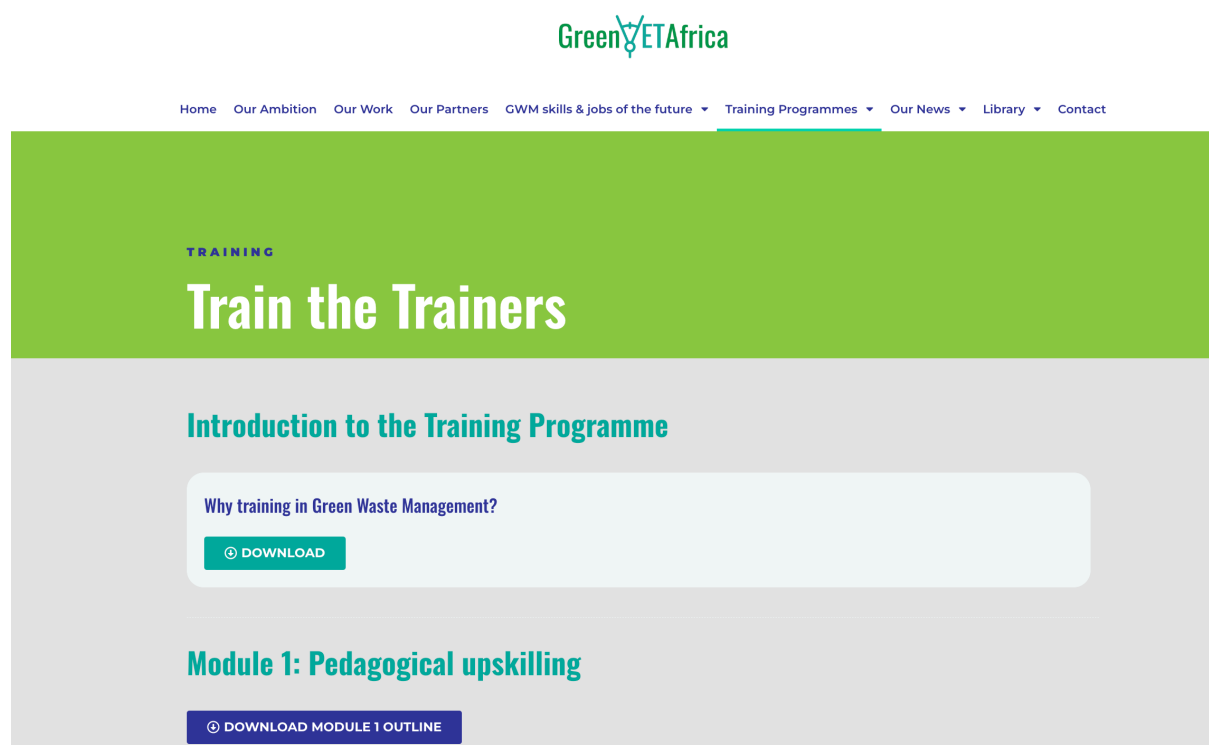 GreenVETAfrica
Home Our Ambition Our Work Our Partners GWM skills & jobs of the future Training Programmes Our News Library Contact
TRAINING
Train the Trainers
Introduction to the Training Programme
Why training in Green Waste Management?
DOWNLOAD
Module 1: Pedagogical upskilling
DOWNLOAD MODULE 1 OUTLINE